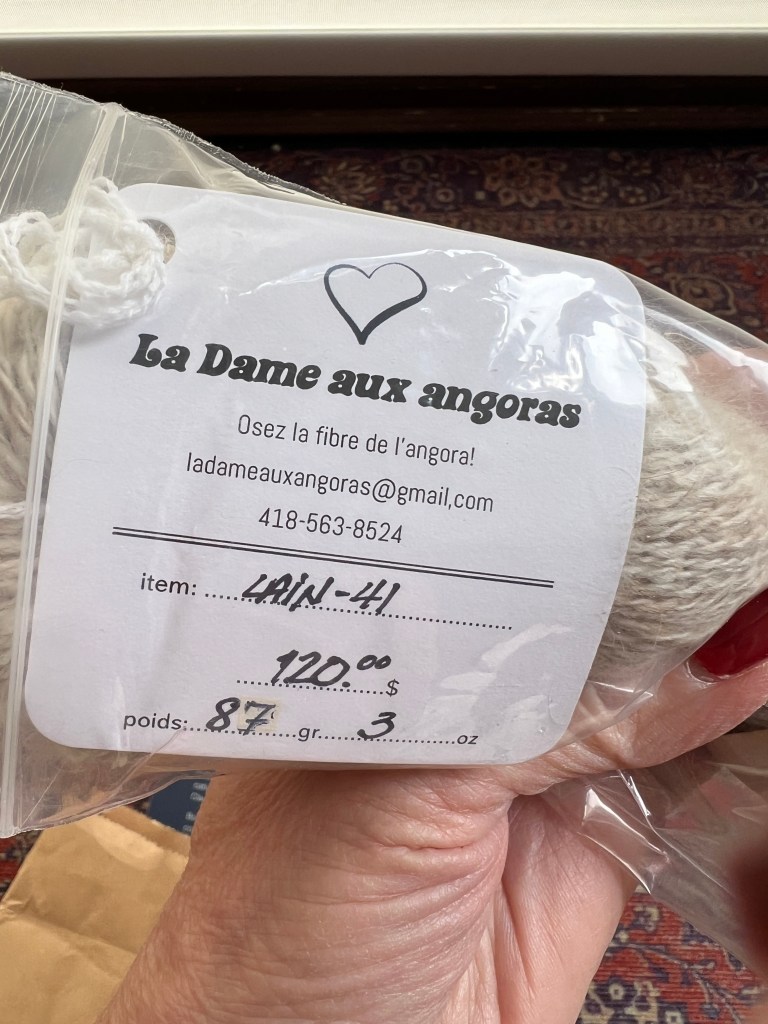 La Dame aux angoras
Osez la fibre de l'angora!
ladameauxangoras@gmail,com
418-563-8524
item: ......LAIN-41..................
......120.00......$
poids:...87...gr....3.........oz